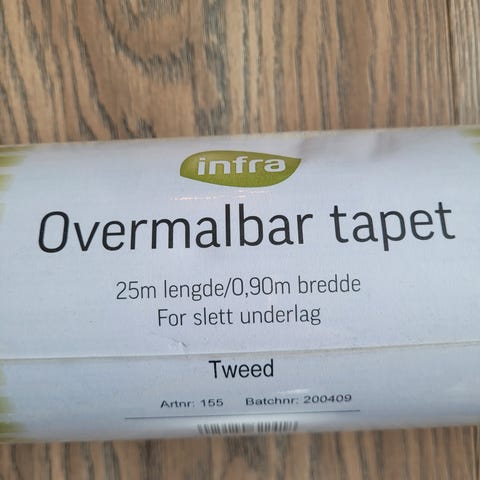 infra
Overmalbar tapet
25m lengde/0,90m bredde
For slett underlag
Tweed
Artnr: 155 Batchnr: 200409